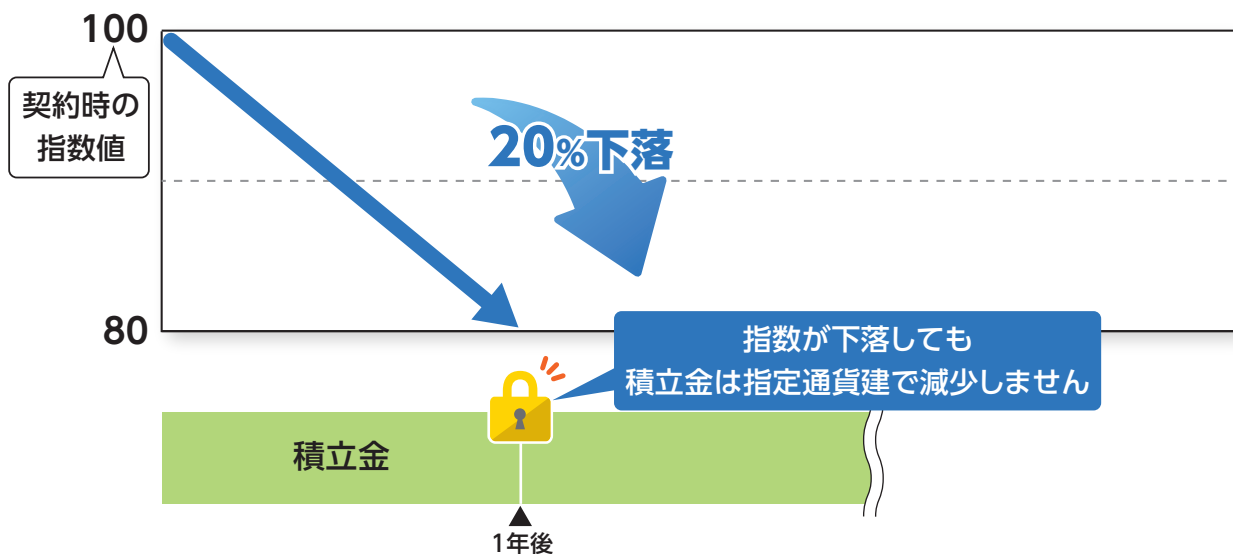 100
契約時の
指数値
20%下落
80
指数が下落しても
積立金は指定通貨建で減少しません
積立金
1年後